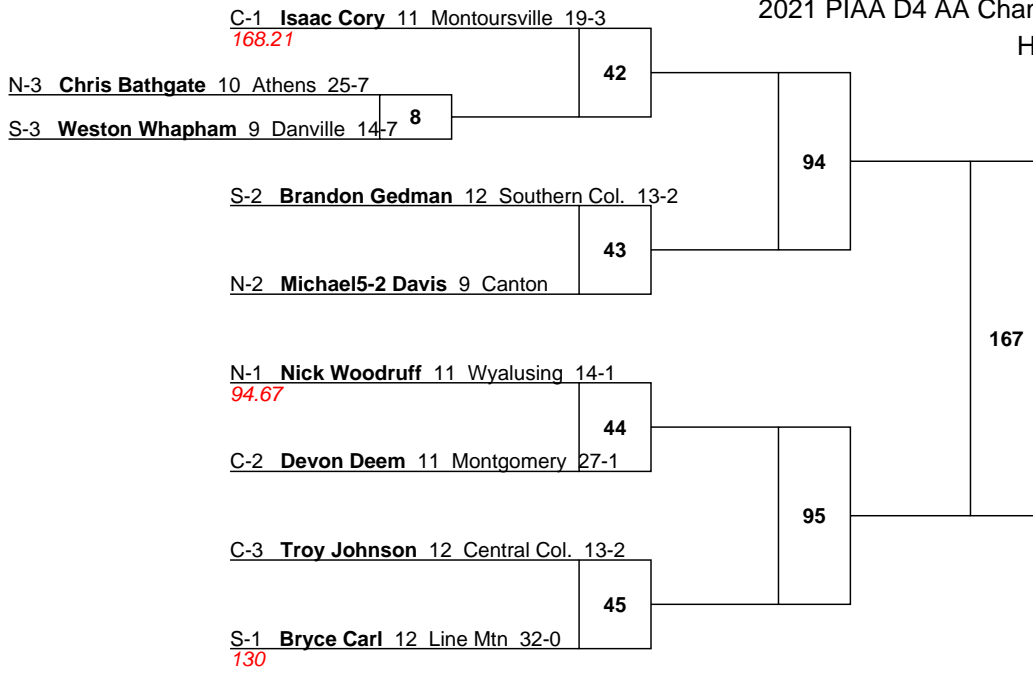 2021 PIAA D4 AA Cha
H
C-1 Isaac Cory 11 Montoursville 19-3
168.21
42
N-3 Chris Bathgate 10 Athens 25-7
8
S-3 Weston Whapham 9 Danville 14-7
94
S-2 Brandon Gedman 12 Southern Col. 13-2
43
N-2 Michael5-2 Davis 9 Canton
167
N-1 Nick Woodruff 11 Wyalusing 14-1
94.67
44
C-2 Devon Deem 11 Montgomery 27-1
95
C-3 Troy Johnson 12 Central Col. 13-2
45
S-1 Bryce Carl 12 Line Mtn 32-0
130